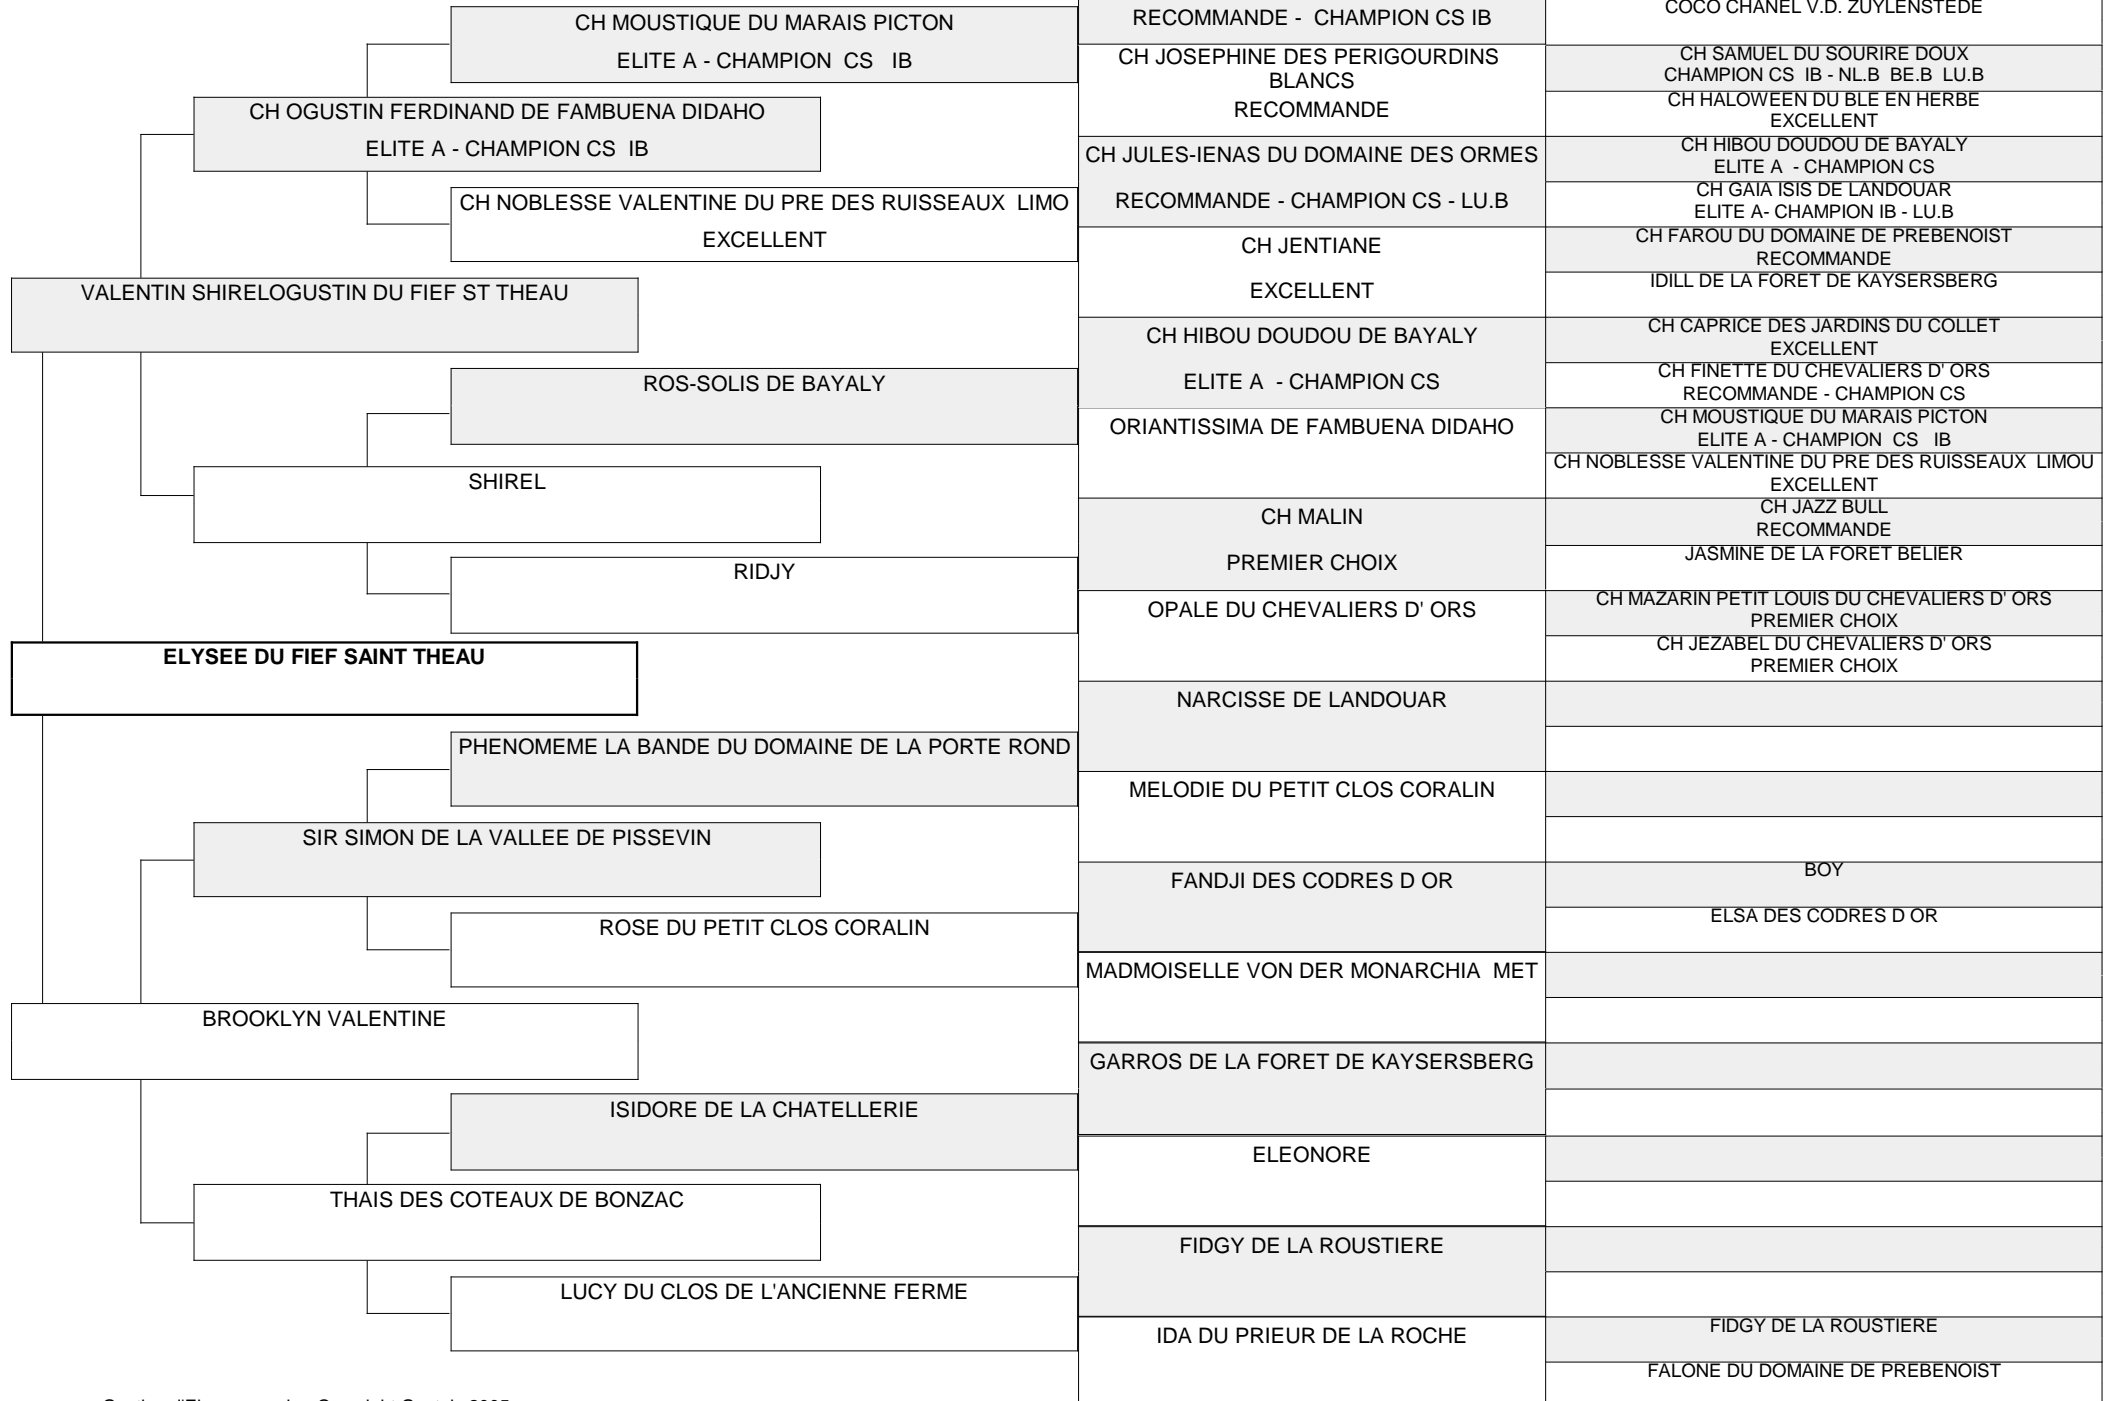 CH MOUSTIQUE DU MARAIS PICTON
ELITE A - CHAMPION  CS   IB
CH OGUSTIN FERDINAND DE FAMBUENA DIDAHO
ELITE A - CHAMPION CS  IB
CH NOBLESSE VALENTINE DU PRE DES RUISSEAUX  LIMO
EXCELLENT
VALENTIN SHIRELOGUSTIN DU FIEF ST THEAU
ROS-SOLIS DE BAYALY
SHIREL
RIDJY
ELYSEE DU FIEF SAINT THEAU
PHENOMEME LA BANDE DU DOMAINE DE LA PORTE ROND
SIR SIMON DE LA VALLEE DE PISSEVIN
ROSE DU PETIT CLOS CORALIN
BROOKLYN VALENTINE
ISIDORE DE LA CHATELLERIE
THAIS DES COTEAUX DE BONZAC
LUCY DU CLOS DE L'ANCIENNE FERME
RECOMMANDE -  CHAMPION CS IB
CH JOSEPHINE DES PERIGOURDINS
BLANCS
RECOMMANDE
CH JULES-IENAS DU DOMAINE DES ORMES
RECOMMANDE - CHAMPION CS - LU.B
CH JENTIANE
EXCELLENT
CH HIBOU DOUDOU DE BAYALY
ELITE A  - CHAMPION CS
ORIANTISSIMA DE FAMBUENA DIDAHO
CH MALIN
PREMIER CHOIX
OPALE DU CHEVALIERS D' ORS
NARCISSE DE LANDOUAR
MELODIE DU PETIT CLOS CORALIN
FANDJI DES CODRES D OR
MADMOISELLE VON DER MONARCHIA  MET
GARROS DE LA FORET DE KAYSERSBERG
ELEONORE
FIDGY DE LA ROUSTIERE
IDA DU PRIEUR DE LA ROCHE
COCO CHANEL V.D. ZUYLENSTEDE
CH SAMUEL DU SOURIRE DOUX
CHAMPION CS  IB - NL.B  BE.B  LU.B
CH HALOWEEN DU BLE EN HERBE
EXCELLENT
CH HIBOU DOUDOU DE BAYALY
ELITE A  - CHAMPION CS
CH GAIA ISIS DE LANDOUAR
ELITE A- CHAMPION IB - LU.B
CH FAROU DU DOMAINE DE PREBENOIST
RECOMMANDE
IDILL DE LA FORET DE KAYSERSBERG
CH CAPRICE DES JARDINS DU COLLET
EXCELLENT
CH FINETTE DU CHEVALIERS D' ORS
RECOMMANDE - CHAMPION CS
CH MOUSTIQUE DU MARAIS PICTON
ELITE A - CHAMPION  CS   IB
CH NOBLESSE VALENTINE DU PRE DES RUISSEAUX  LIMOU
EXCELLENT
CH JAZZ BULL
RECOMMANDE
JASMINE DE LA FORET BELIER
CH MAZARIN PETIT LOUIS DU CHEVALIERS D' ORS
PREMIER CHOIX
CH JEZABEL DU CHEVALIERS D' ORS
PREMIER CHOIX
BOY
ELSA DES CODRES D OR
FIDGY DE LA ROUSTIERE
FALONE DU DOMAINE DE PREBENOIST